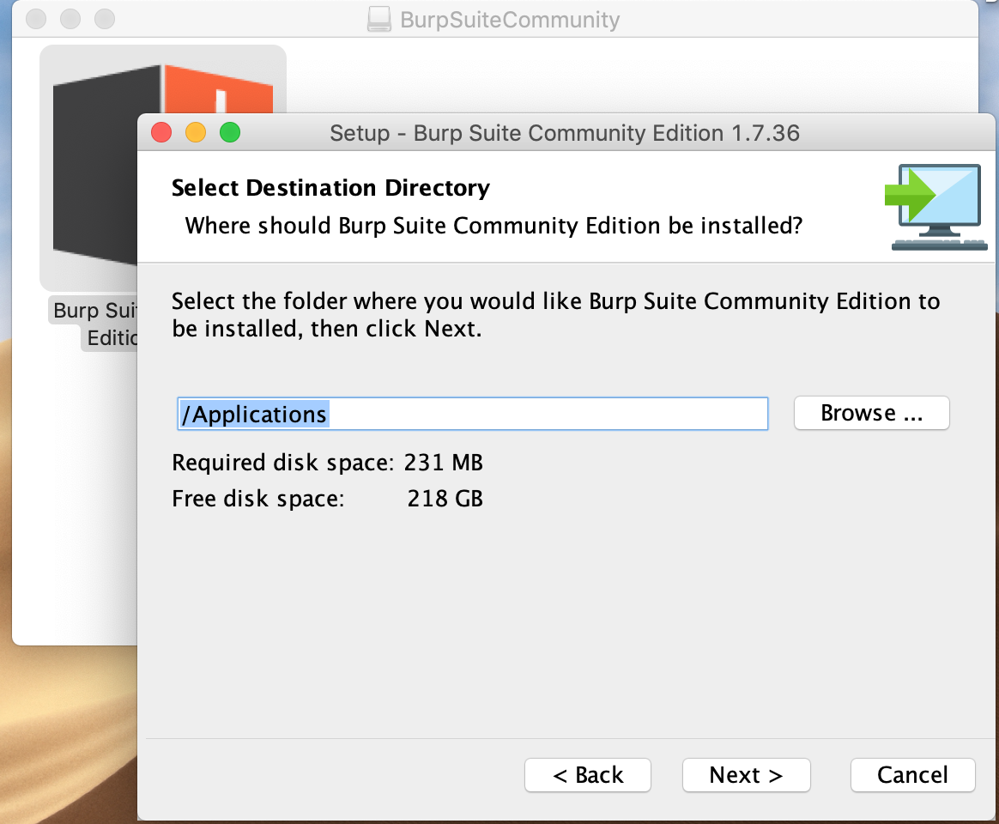 BurpSuiteCommunity
Setup - Burp Suite Community Edition 1.7.36
Select Destination Directory
Where should Burp Suite Community Edition be installed?
Burp
Select the folder where you would like Burp Suite Community Edition to
be installed, then click Next.
/Applications
Browse ...
Required disk space: 231 MB
Free disk space: 218 GB
< Back
Next >
Cancel